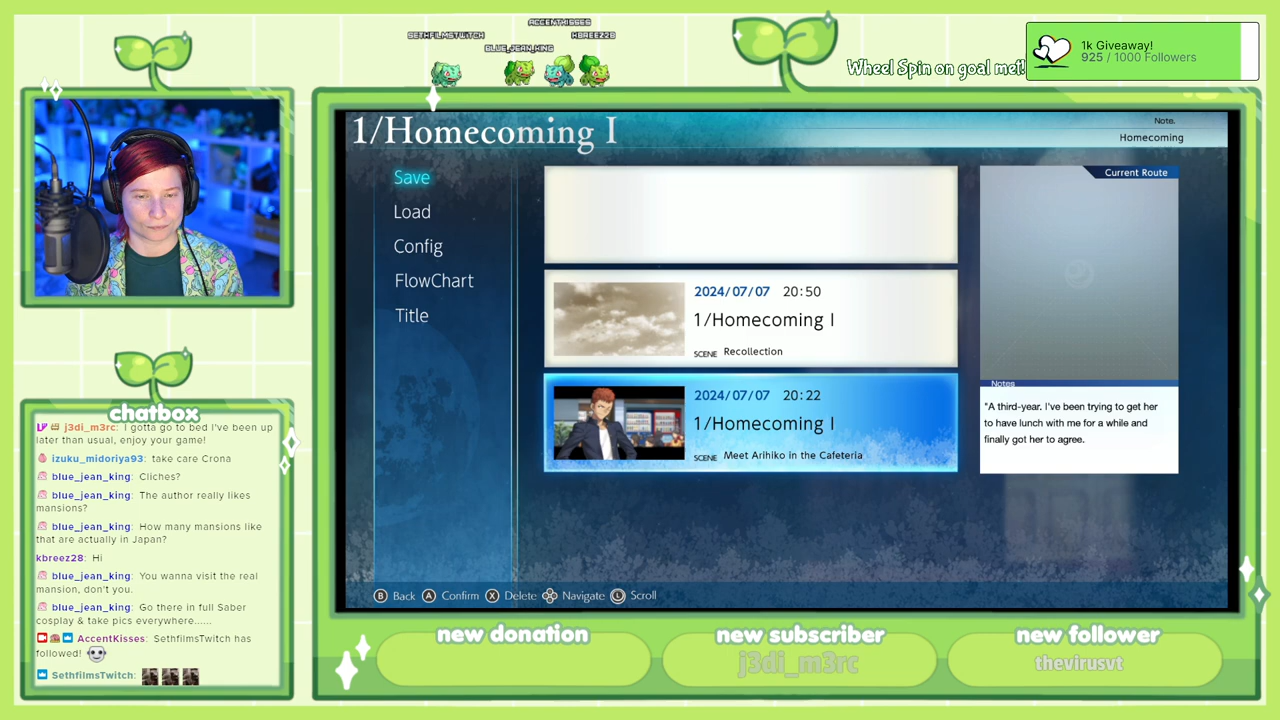 ACCENTKISSES
SETHFILMSTWITCH
KBREEZ28
BLUE_JEAN_KING
Wheel Spin on goal met!
1k Giveaway!
925 / 1000 Followers
1/Homecoming I
Note.
Homecoming
Save
Load
Config
FlowChart
Title
2024/07/07 20:50
1/Homecoming I
SCENE Recollection
2024/07/07 20:22
1/Homecoming I
SCENE Meet Arihiko in the Cafeteria
Current Route
Notes
"A third-year. I've been trying to get her
to have lunch with me for a while and
finally got her to agree.
B Back A Confirm X Delete Navigate L Scroll
chatbox
j3di_m3rc: I gotta go to bed I've been up
later than usual, enjoy your game!
izuku_midoriya93: take care Crona
blue_jean_king: Cliches?
blue_jean_king: The author really likes
mansions?
blue_jean_king: How many mansions like
that are actually in Japan?
kbreez28: Hi
blue_jean_king: You wanna visit the real
mansion, don't you.
blue_jean_king: Go there in full Saber
cosplay & take pics everywhere......
AccentKisses: SethfilmsTwitch has
followed!
SethfilmsTwitch:
new donation
new subscriber
j3di_m3rc
new follower
thevirusvt